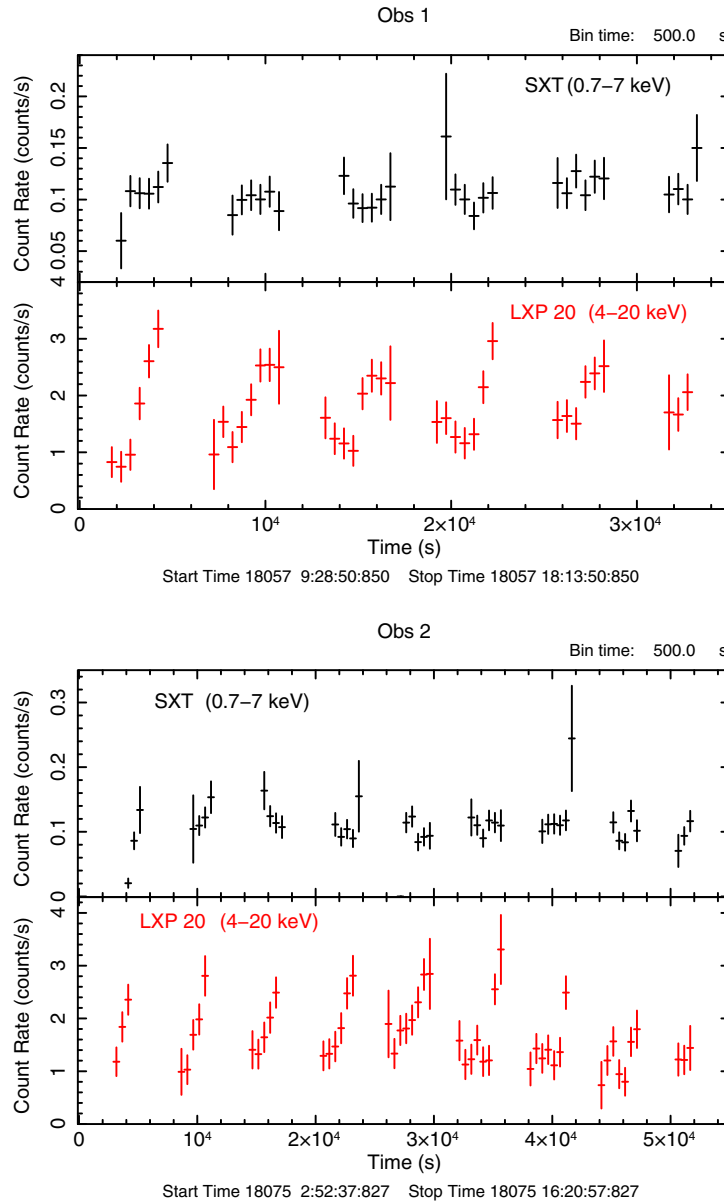 Obs 1
Bin time: 500.0 s
SXT (0.7−7 keV)
Count Rate (counts/s)
0.05 0.1 0.15 0.2
LXP 20 (4−20 keV)
Count Rate (counts/s)
0 1 2 3 4
0 10⁴ 2×10⁴ 3×10⁴
Time (s)
Start Time 18057 9:28:50:850 Stop Time 18057 18:13:50:850
Obs 2
Bin time: 500.0 s
SXT (0.7−7 keV)
Count Rate (counts/s)
0 0.1 0.2 0.3
LXP 20 (4−20 keV)
Count Rate (counts/s)
0 1 2 3 4
0 10⁴ 2×10⁴ 3×10⁴ 4×10⁴ 5×10⁴
Time (s)
Start Time 18075 2:52:37:827 Stop Time 18075 16:20:57:827